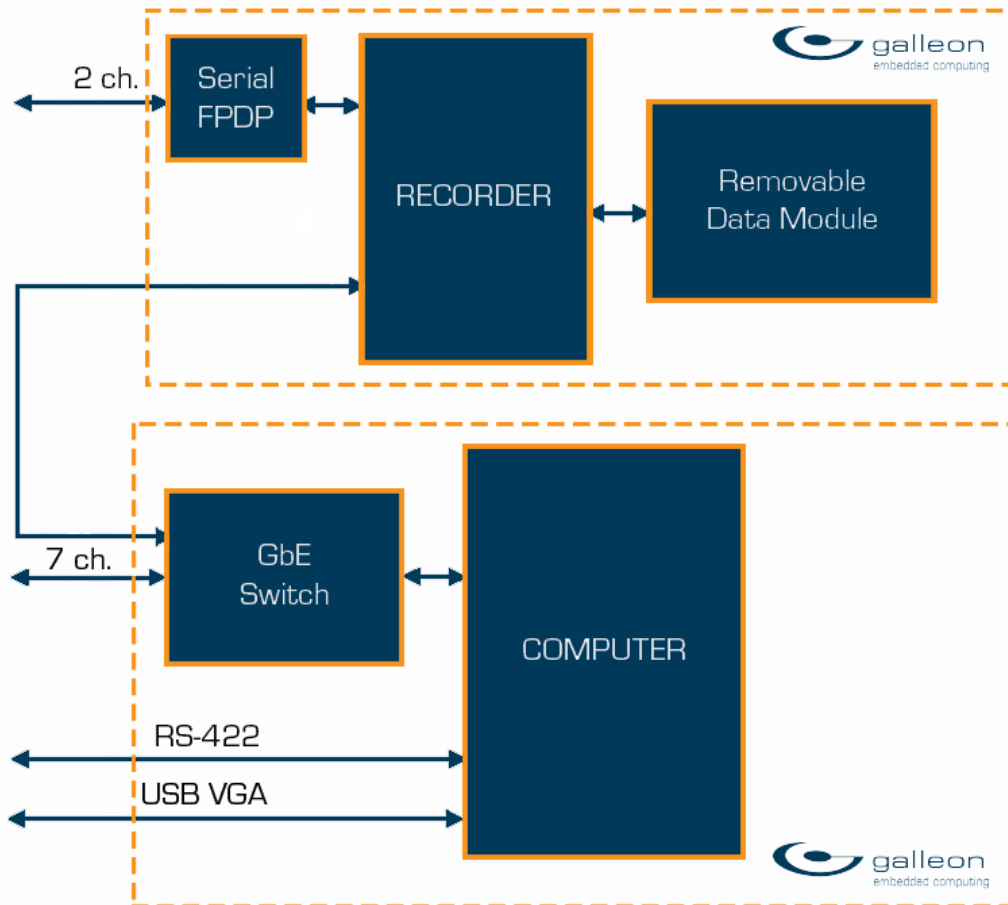 galleon
embedded computing
2 ch.
Serial
FPDP
RECORDER
Removable
Data Module
7 ch.
GbE
Switch
COMPUTER
RS-422
USB VGA
galleon
embedded computing